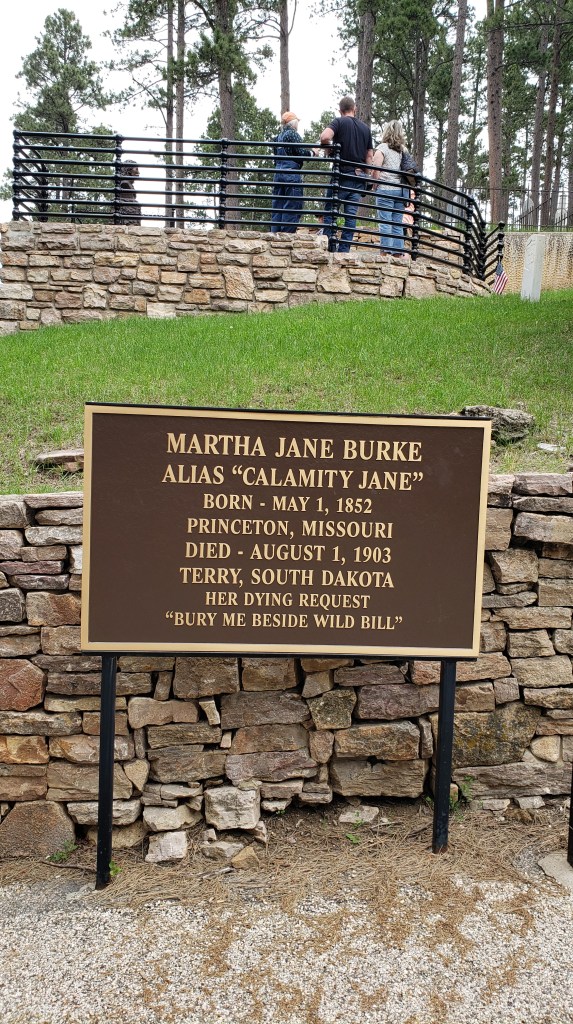 MARTHA JANE BURKE
ALIAS “CALAMITY JANE”
BORN - MAY 1, 1852
PRINCETON, MISSOURI
DIED - AUGUST 1, 1903
TERRY, SOUTH DAKOTA
HER DYING REQUEST
“BURY ME BESIDE WILD BILL”